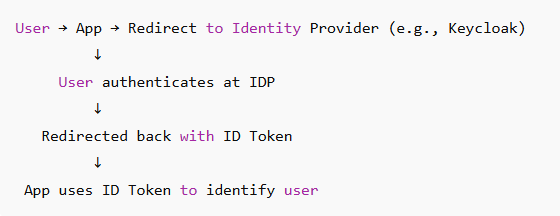 User → App → Redirect to Identity Provider (e.g., Keycloak)
↓
User authenticates at IDP
↓
Redirected back with ID Token
↓
App uses ID Token to identify user